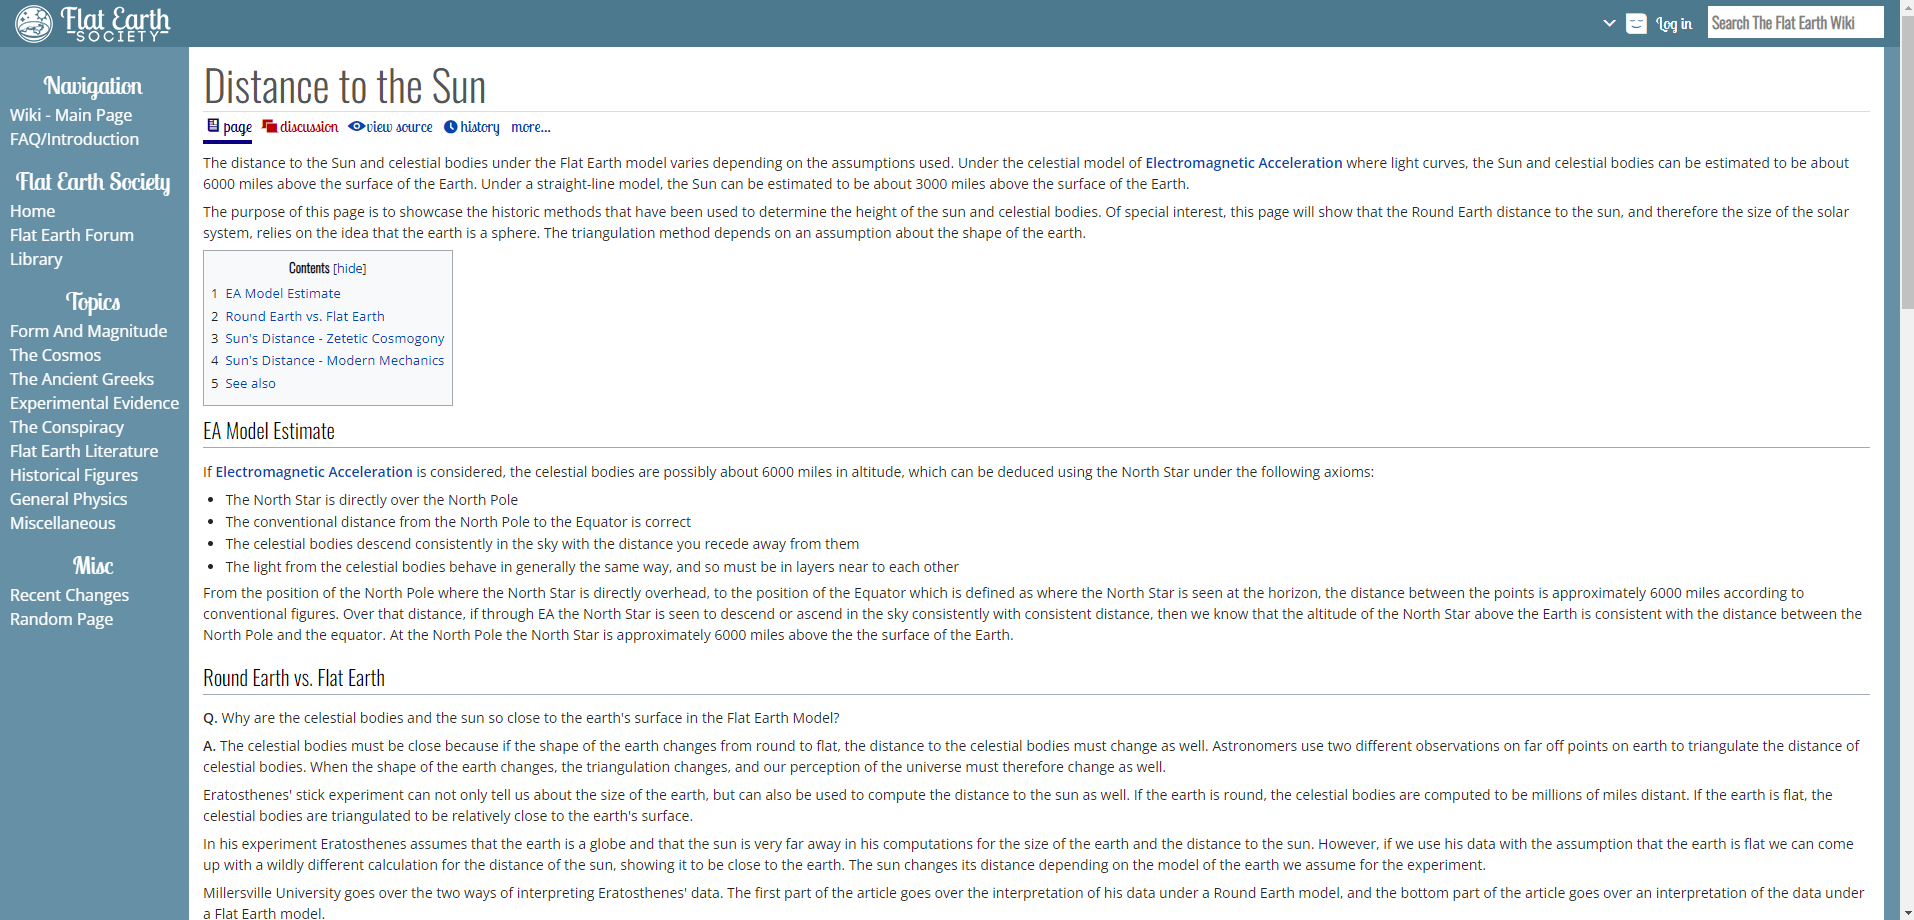 Flat Earth
SOCIETY
Log in
Search The Flat Earth Wiki
Navigation
Wiki - Main Page
FAQ/Introduction
Flat Earth Society
Home
Flat Earth Forum
Library
Topics
Form And Magnitude
The Cosmos
The Ancient Greeks
Experimental Evidence
The Conspiracy
Flat Earth Literature
Historical Figures
General Physics
Miscellaneous
Misc
Recent Changes
Random Page
Distance to the Sun
page discussion view source history more...
The distance to the Sun and celestial bodies under the Flat Earth model varies depending on the assumptions used. Under the celestial model of Electromagnetic Acceleration where light curves, the Sun and celestial bodies can be estimated to be about
6000 miles above the surface of the Earth. Under a straight-line model, the Sun can be estimated to be about 3000 miles above the surface of the Earth.
The purpose of this page is to showcase the historic methods that have been used to determine the height of the sun and celestial bodies. Of special interest, this page will show that the Round Earth distance to the sun, and therefore the size of the solar
system, relies on the idea that the earth is a sphere. The triangulation method depends on an assumption about the shape of the earth.
Contents [hide]
1 EA Model Estimate
2 Round Earth vs. Flat Earth
3 Sun's Distance - Zetetic Cosmogony
4 Sun's Distance - Modern Mechanics
5 See also
EA Model Estimate
If Electromagnetic Acceleration is considered, the celestial bodies are possibly about 6000 miles in altitude, which can be deduced using the North Star under the following axioms:
• The North Star is directly over the North Pole
• The conventional distance from the North Pole to the Equator is correct
• The celestial bodies descend consistently in the sky with the distance you recede away from them
• The light from the celestial bodies behave in generally the same way, and so must be in layers near to each other
From the position of the North Pole where the North Star is directly overhead, to the position of the Equator which is defined as where the North Star is seen at the horizon, the distance between the points is approximately 6000 miles according to
conventional figures. Over that distance, if through EA the North Star is seen to descend or ascend in the sky consistently with consistent distance, then we know that the altitude of the North Star above the Earth is consistent with the distance between the
North Pole and the equator. At the North Pole the North Star is approximately 6000 miles above the the surface of the Earth.
Round Earth vs. Flat Earth
Q. Why are the celestial bodies and the sun so close to the earth's surface in the Flat Earth Model?
A. The celestial bodies must be close because if the shape of the earth changes from round to flat, the distance to the celestial bodies must change as well. Astronomers use two different observations on far off points on earth to triangulate the distance of
celestial bodies. When the shape of the earth changes, the triangulation changes, and our perception of the universe must therefore change as well.
Eratosthenes' stick experiment can not only tell us about the size of the earth, but can also be used to compute the distance to the sun as well. If the earth is round, the celestial bodies are computed to be millions of miles distant. If the earth is flat, the
celestial bodies are triangulated to be relatively close to the earth's surface.
In his experiment Eratosthenes assumes that the earth is a globe and that the sun is very far away in his computations for the size of the earth and the distance to the sun. However, if we use his data with the assumption that the earth is flat we can come
up with a wildly different calculation for the distance of the sun, showing it to be close to the earth. The sun changes its distance depending on the model of the earth we assume for the experiment.
Millersville University goes over the two ways of interpreting Eratosthenes' data. The first part of the article goes over the interpretation of his data under a Round Earth model, and the bottom part of the article goes over an interpretation of the data under
a Flat Earth model.